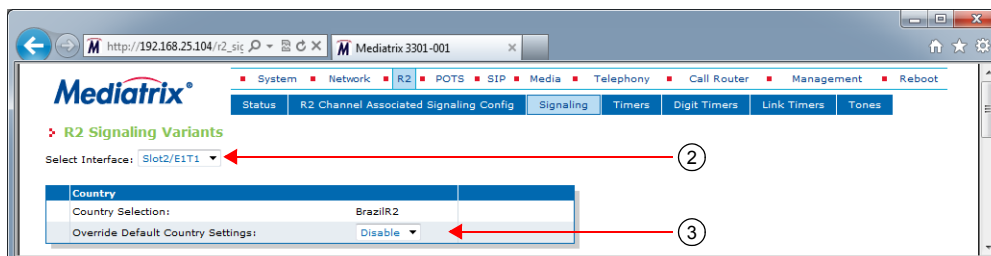 http://192.168.25.104/r2_sig
Mediatrix 3301-001
Mediatrix®
System Network R2 POTS SIP Media Telephony Call Router Management Reboot
Status R2 Channel Associated Signaling Config Signaling Timers Digit Timers Link Timers Tones
R2 Signaling Variants
Select Interface: Slot2/E1T1
2
Country
Country Selection: BrazilR2
Override Default Country Settings: Disable
3